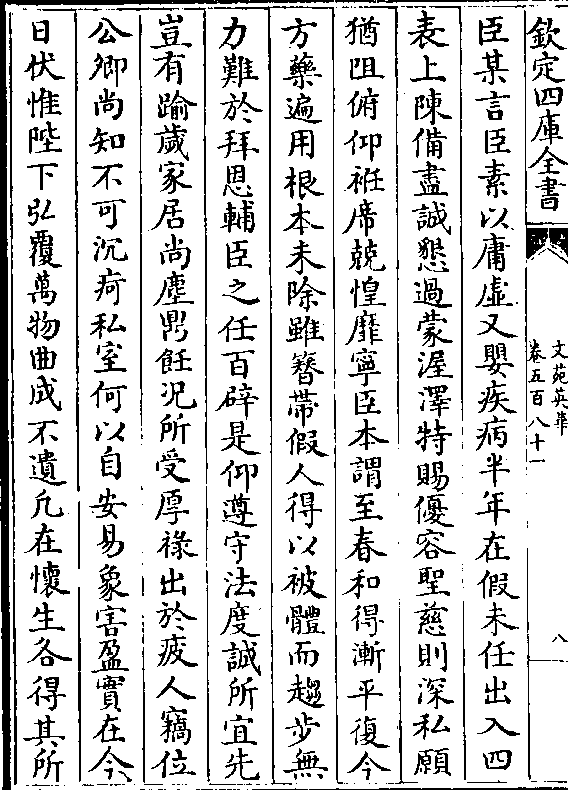 欽定四庫全書
文苑英華
卷五百八十一
八
臣某言臣素以庸虛又嬰疾病半年在假未任出入四
表上陳備盡誠懇過蒙渥澤特賜優容聖慈則深私願
猶阻俯仰袵席兢惶靡寧臣本謂至春和得漸平復今
方藥遍用根本未除雖簪帶假人得以被體而趨步無
力難於拜恩輔臣之任百辟是仰遵守法度誠所宜先
豈有踰歲家居尚塵鼎飪况所受厚祿出於疲人竊位
公卿尚知不可沉疴私室何以自安易象害盈實在今
日伏惟陛下弘覆萬物曲成不遺凡在懷生各得其所